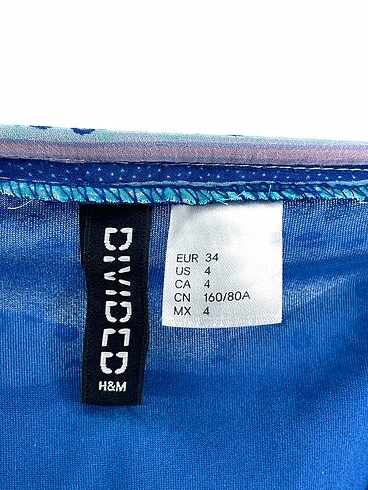 DIVIDED
H&M
EUR 34
US 4
CA 4
CN 160/80A
MX 4